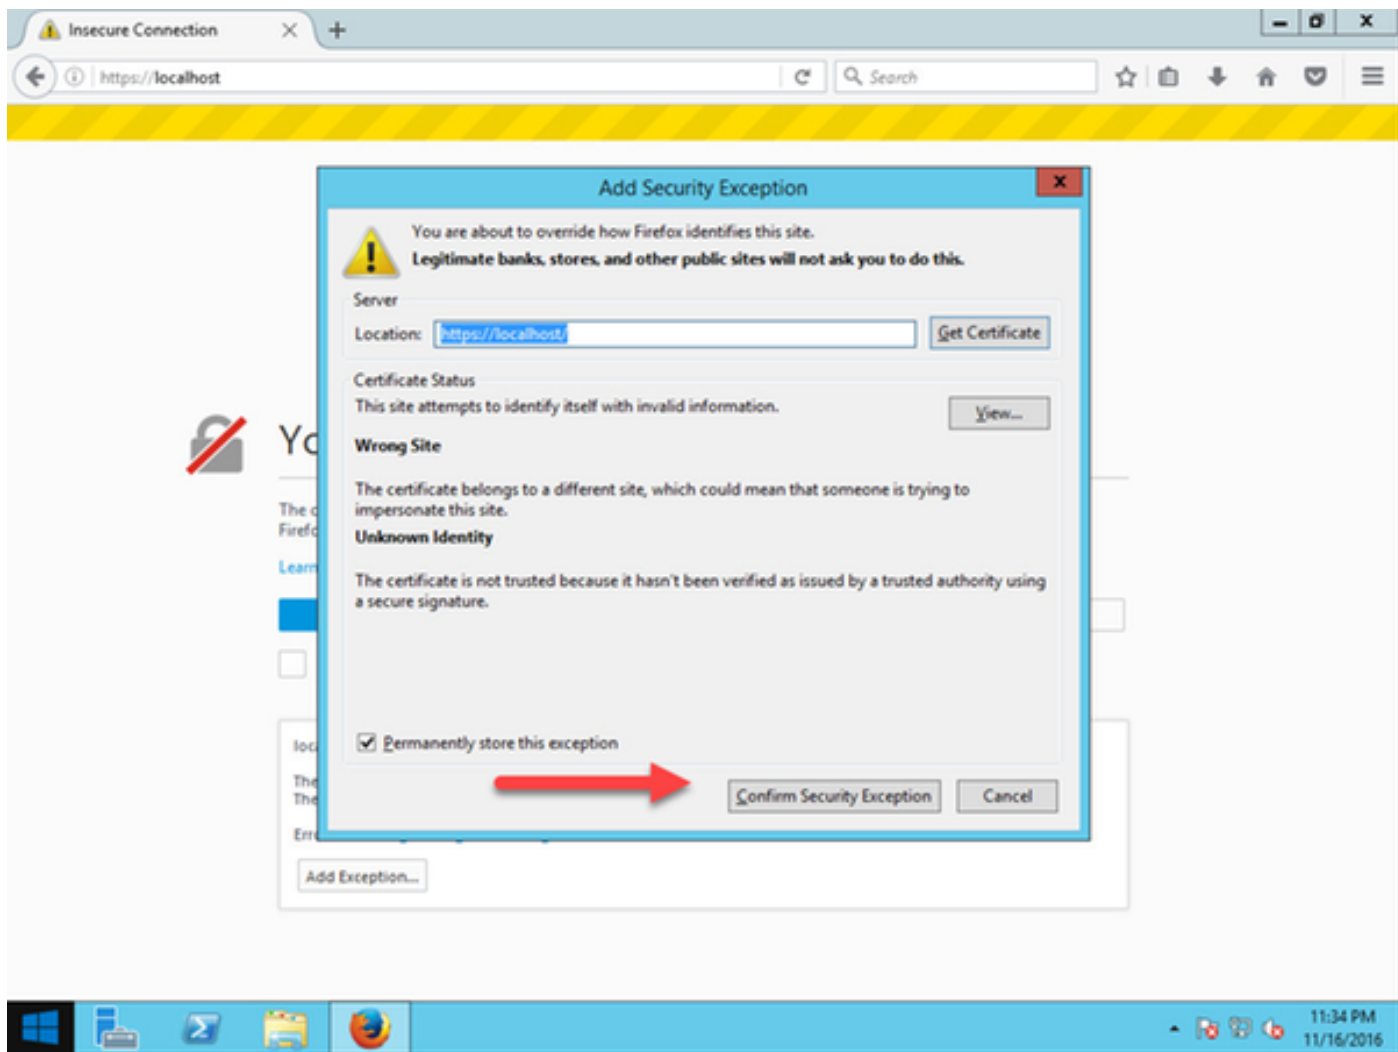 Insecure Connection
https://localhost
Search
Add Security Exception
You are about to override how Firefox identifies this site.
Legitimate banks, stores, and other public sites will not ask you to do this.
Server
Location: https://localhost/ Get Certificate
Certificate Status
This site attempts to identify itself with invalid information.
View...
Wrong Site
The certificate belongs to a different site, which could mean that someone is trying to
impersonate this site.
Unknown Identity
The certificate is not trusted because it hasn't been verified as issued by a trusted authority using
a secure signature.
Permanently store this exception
Confirm Security Exception Cancel
Yo
The
Learn
The
The
Add Exception...
11:34 PM
11/16/2016